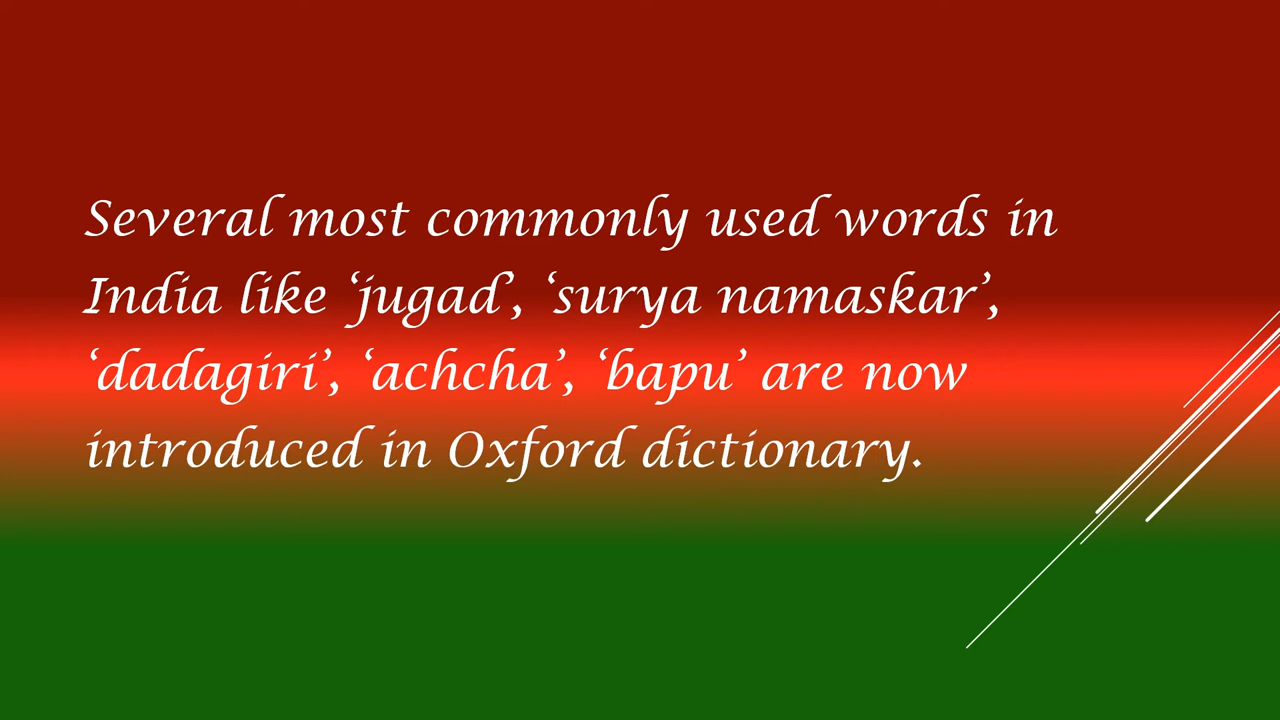 Several most commonly used words in
India like ‘jugad’, ‘surya namaskar’,
‘dadagiri’, ‘achcha’, ‘bapu’ are now
introduced in Oxford dictionary.